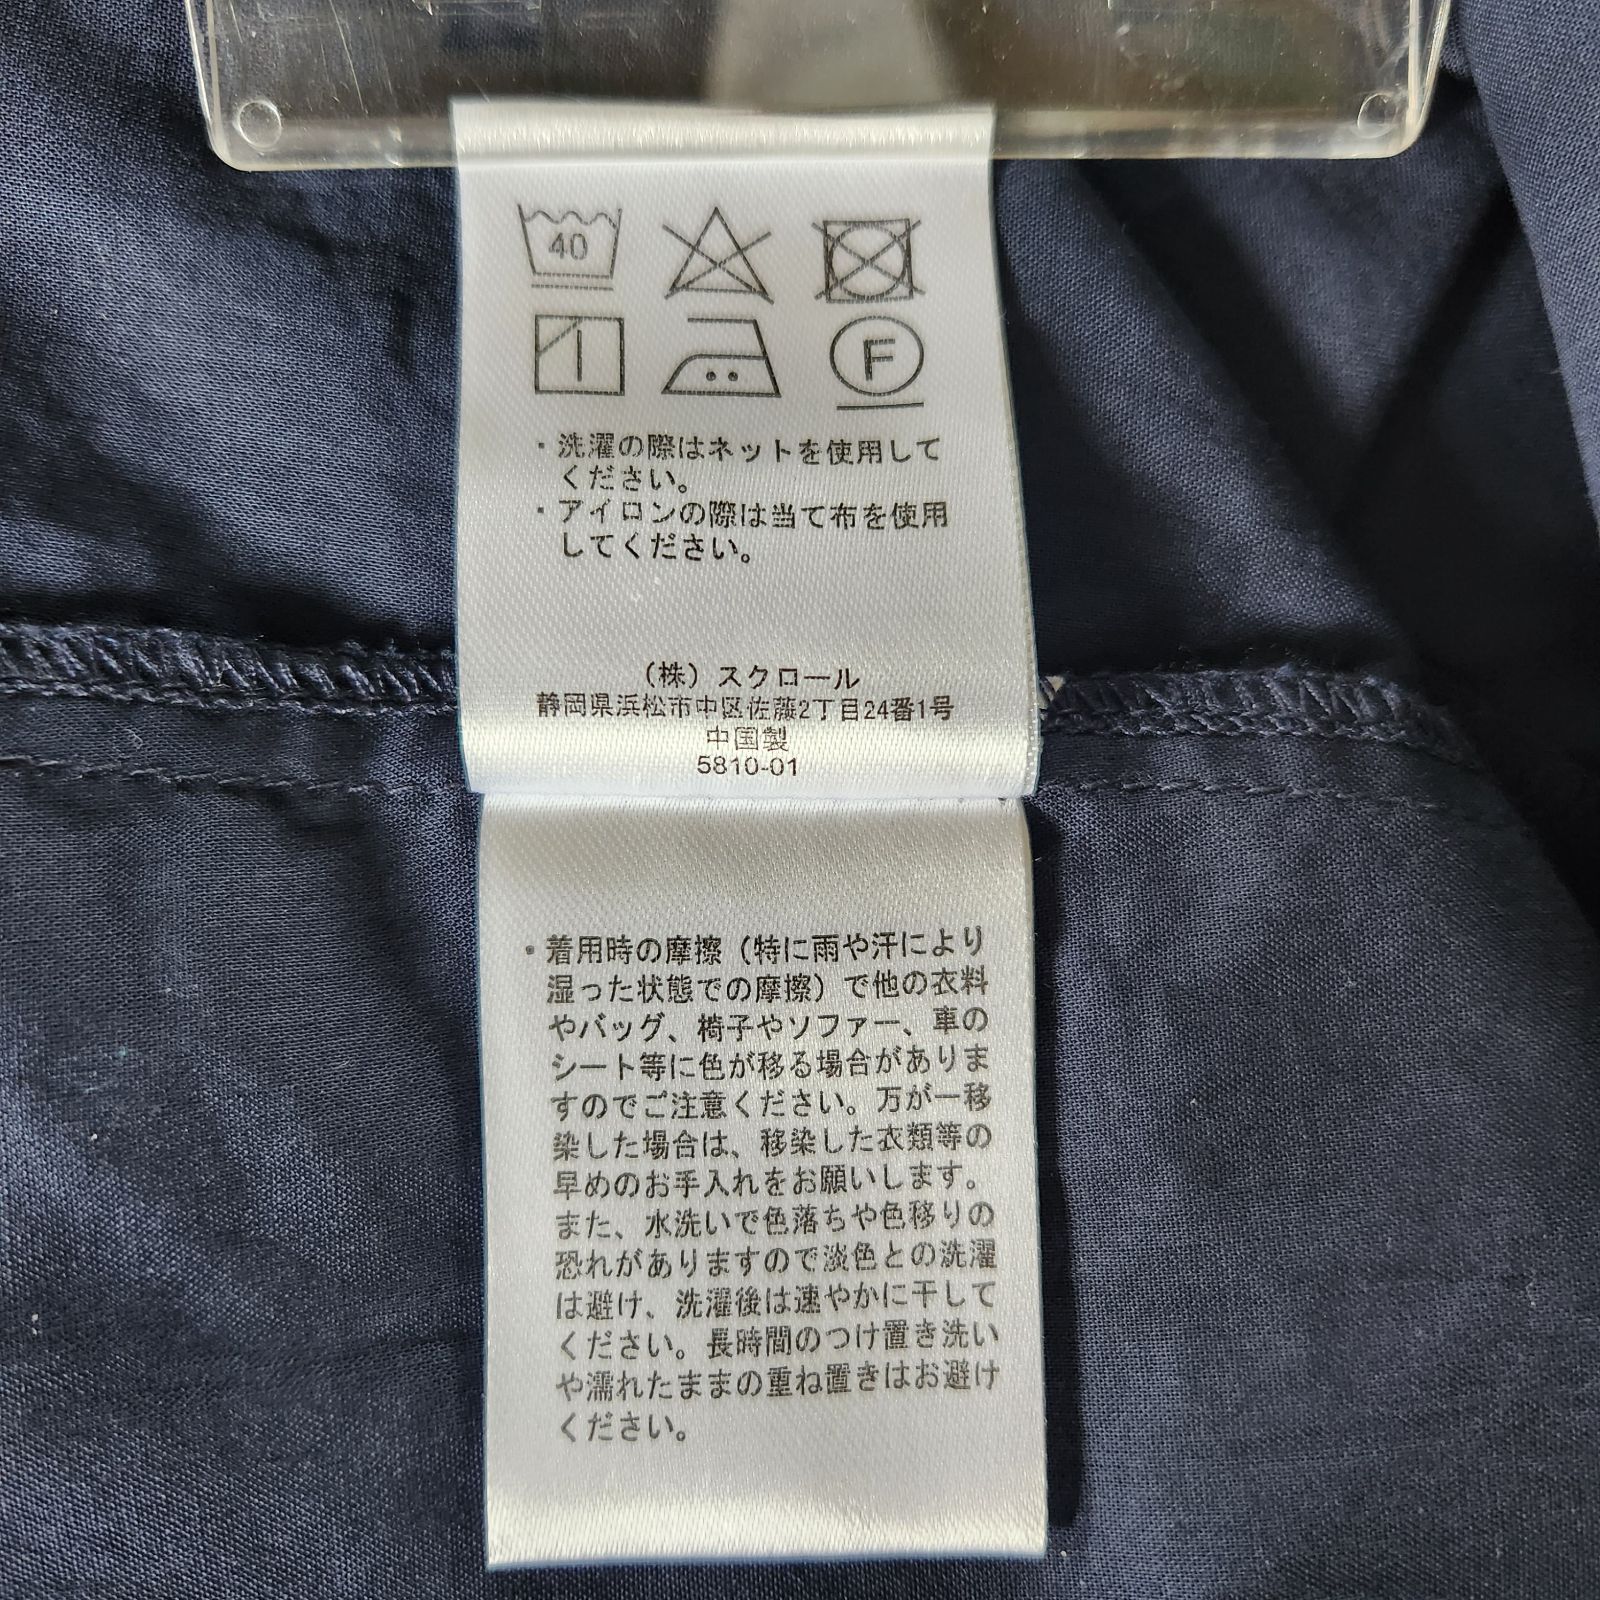 40
F
・洗濯の際はネットを使用して
ください。
・アイロンの際は当て布を使用
してください。
（株）スクロール
静岡県浜松市中区佐藤2丁目24番1号
中国製
5810-01
・着用時の摩擦（特に雨や汗により
湿った状態での摩擦）で他の衣料
やバッグ、椅子やソファー、車の
シート等に色が移る場合がありま
すのでご注意ください。万が一移
染した場合は、移染した衣類等の
早めのお手入れをお願いします。
また、水洗いで色落ちや色移りの
恐れがありますので淡色との洗濯
は避け、洗濯後は速やかに干して
ください。長時間のつけ置き洗い
や濡れたままの重ね置きはお避け
ください。